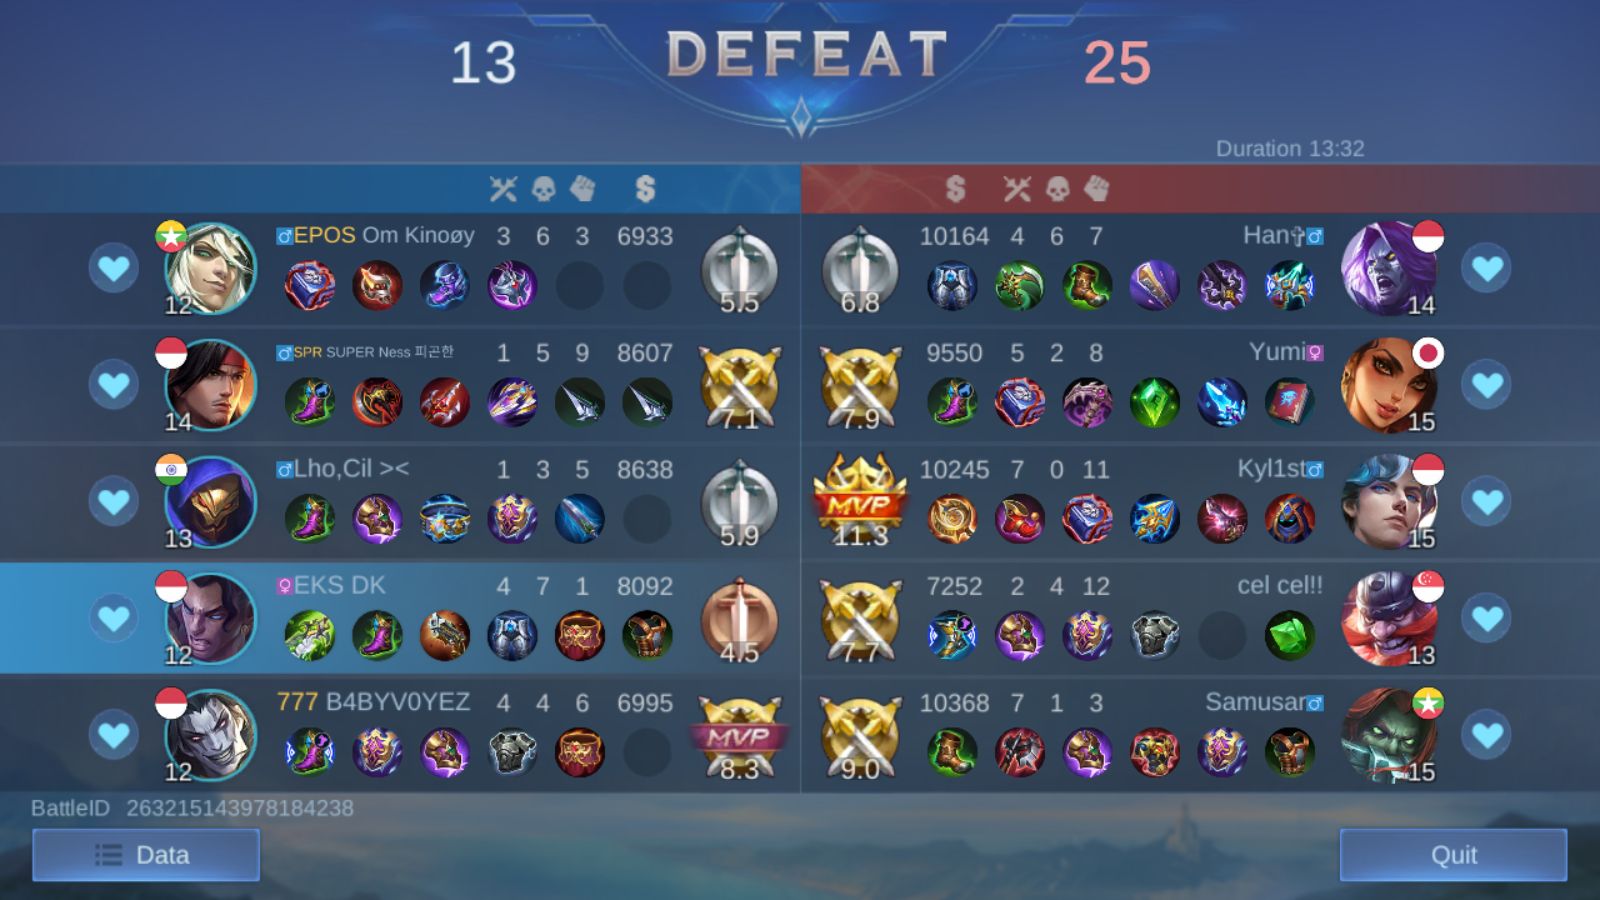 13 DEFEAT 25
Duration 13:32
EPOS Om Kinoøy 3 6 3 6933
12 5.5
6.8 10164 4 6 7 Han✞
14
SPR SUPER Ness 피곤한 1 5 9 8607
14 7.1
7.9 9550 5 2 8 Yumi
15
Lho,Cil >< 1 3 5 8638
13 5.9
MVP 11.3 10245 7 0 11 Kyl1st
15
EKS DK 4 7 1 8092
12 4.5
7.7 7252 2 4 12 cel cel!!
13
777 B4BYV0YEZ 4 4 6 6995
12 MVP 8.3
9.0 10368 7 1 3 Samusar
15
BattleID 263215143978184238
Data
Quit